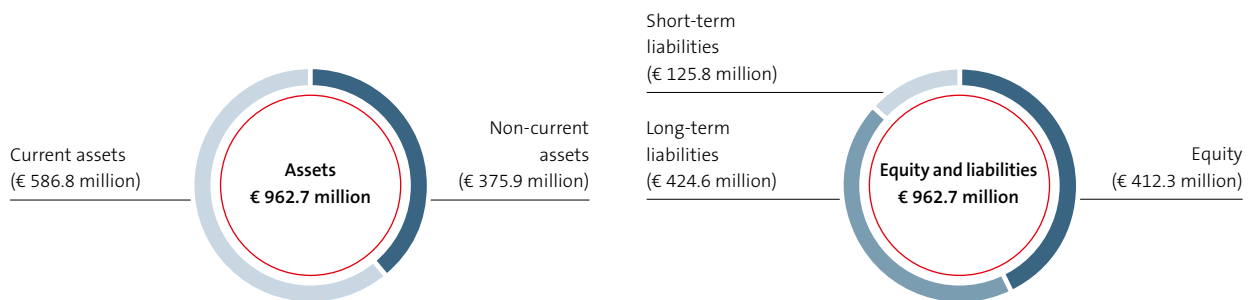 Current assets
(€ 586.8 million)
Assets
€ 962.7 million
Non-current
assets
(€ 375.9 million)
Short-term
liabilities
(€ 125.8 million)
Long-term
liabilities
(€ 424.6 million)
Equity and liabilities
€ 962.7 million
Equity
(€ 412.3 million)